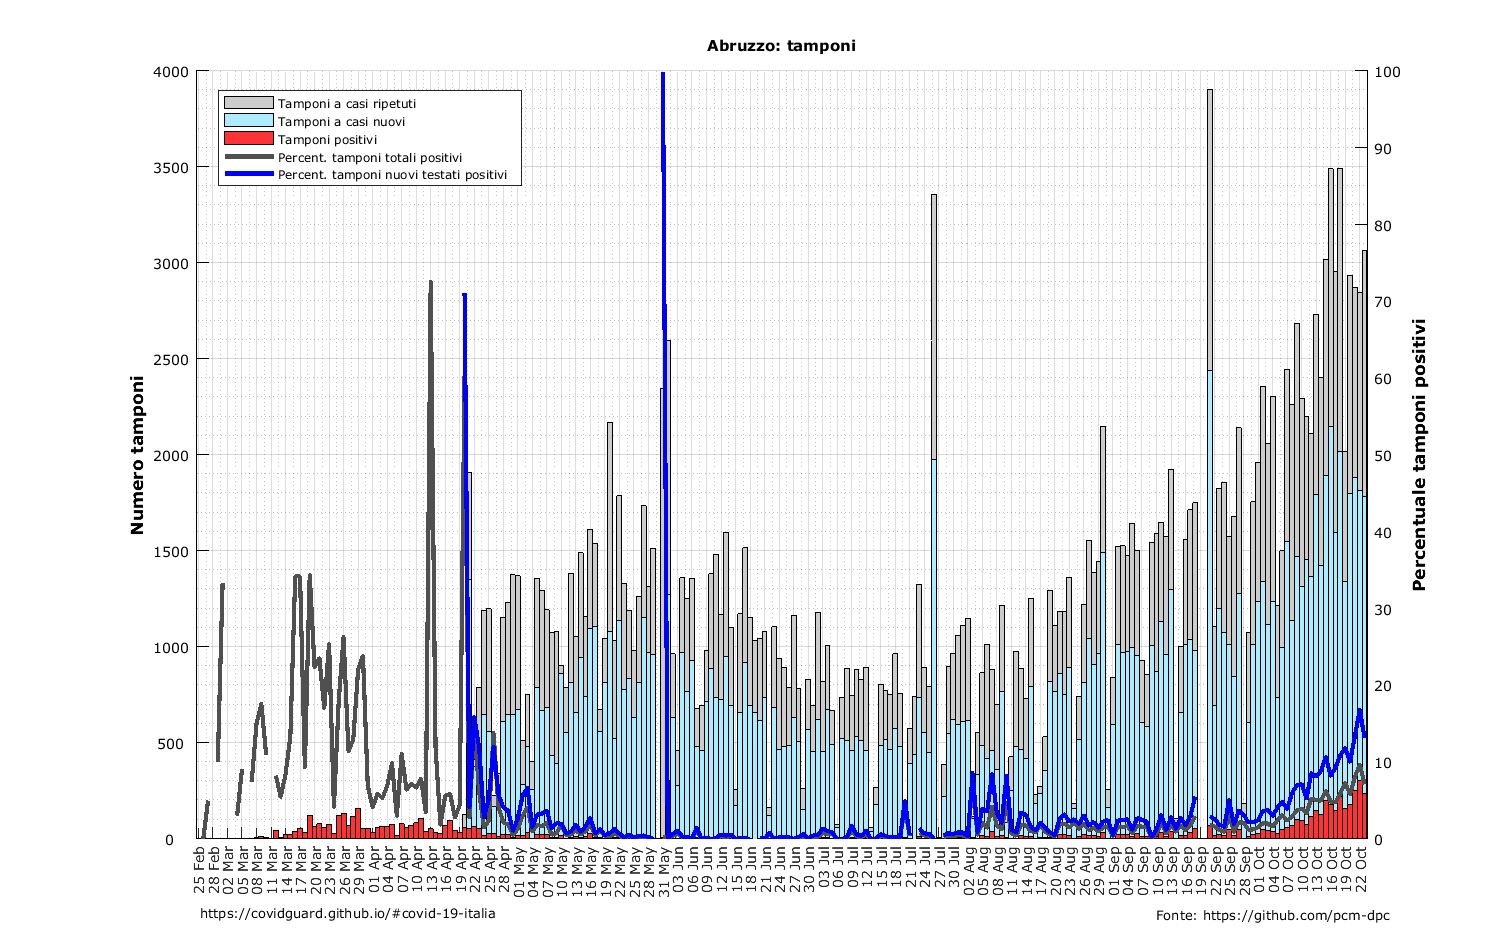 Abruzzo: tamponi
4000
3500
3000
2500
2000
1500
1000
500
0
Numero tamponi
Tamponi a casi ripetuti
Tamponi a casi nuovi
Tamponi positivi
Percent. tamponi totali positivi
Percent. tamponi nuovi testati positivi
100
90
80
70
60
50
40
30
20
10
0
Percentuale tamponi positivi
25 Feb
28 Feb
02 Mar
05 Mar
08 Mar
11 Mar
14 Mar
17 Mar
20 Mar
23 Mar
26 Mar
29 Mar
01 Apr
04 Apr
07 Apr
10 Apr
13 Apr
16 Apr
19 Apr
22 Apr
25 Apr
28 Apr
01 May
04 May
07 May
10 May
13 May
16 May
19 May
22 May
25 May
28 May
31 May
03 Jun
06 Jun
09 Jun
12 Jun
15 Jun
18 Jun
21 Jun
24 Jun
27 Jun
30 Jun
03 Jul
06 Jul
09 Jul
12 Jul
15 Jul
18 Jul
21 Jul
24 Jul
27 Jul
30 Jul
02 Aug
05 Aug
08 Aug
11 Aug
14 Aug
17 Aug
20 Aug
23 Aug
26 Aug
29 Aug
01 Sep
04 Sep
07 Sep
10 Sep
13 Sep
16 Sep
19 Sep
22 Sep
25 Sep
28 Sep
01 Oct
04 Oct
07 Oct
10 Oct
13 Oct
16 Oct
19 Oct
22 Oct
https://covidguard.github.io/#covid-19-italia
Fonte: https://github.com/pcm-dpc